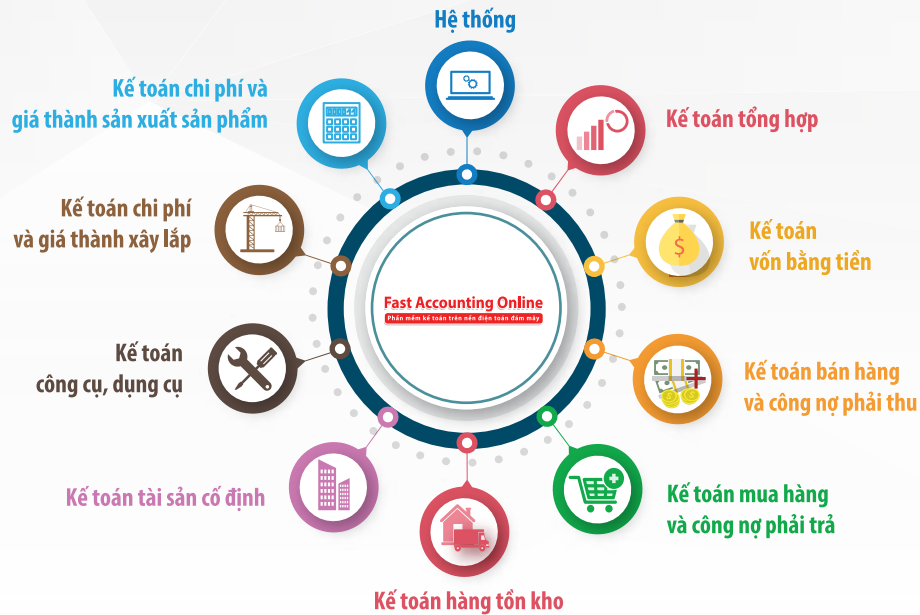 Hệ thống
Kế toán tổng hợp
Kế toán
vốn bằng tiền
Kế toán bán hàng
và công nợ phải thu
Kế toán mua hàng
và công nợ phải trả
Kế toán hàng tồn kho
Kế toán tài sản cố định
Kế toán
công cụ, dụng cụ
Kế toán chi phí
và giá thành xây lắp
Kế toán chi phí và
giá thành sản xuất sản phẩm
Fast Accounting Online
Phần mềm kế toán trên nền điện toán đám mây